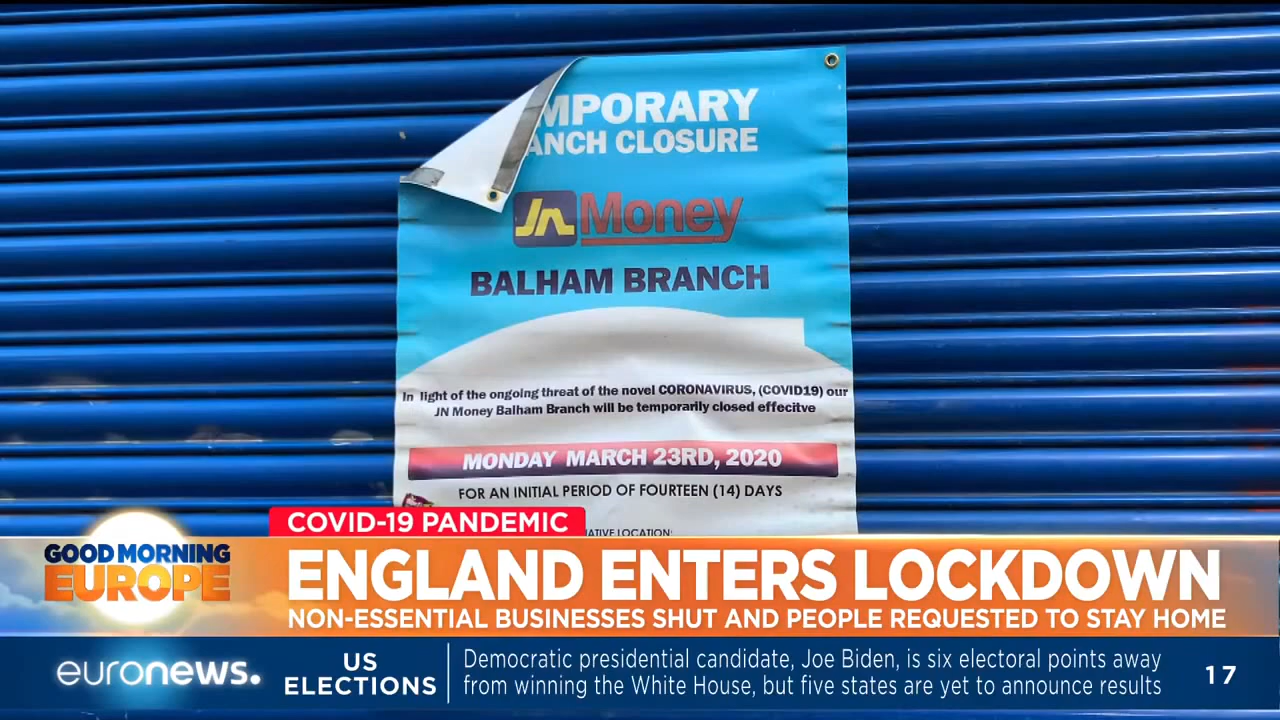 MPORARY
ANCH CLOSURE
JN Money
BALHAM BRANCH
In light of the ongoing threat of the novel CORONAVIRUS, (COVID19) our
JN Money Balham Branch will be temporarily closed effecitve
MONDAY MARCH 23RD, 2020
FOR AN INITIAL PERIOD OF FOURTEEN (14) DAYS
LOCATION:
COVID-19 PANDEMIC
GOOD MORNING
EUROPE
ENGLAND ENTERS LOCKDOWN
NON-ESSENTIAL BUSINESSES SHUT AND PEOPLE REQUESTED TO STAY HOME
euronews.
US
ELECTIONS
Democratic presidential candidate, Joe Biden, is six electoral points away
from winning the White House, but five states are yet to announce results
17